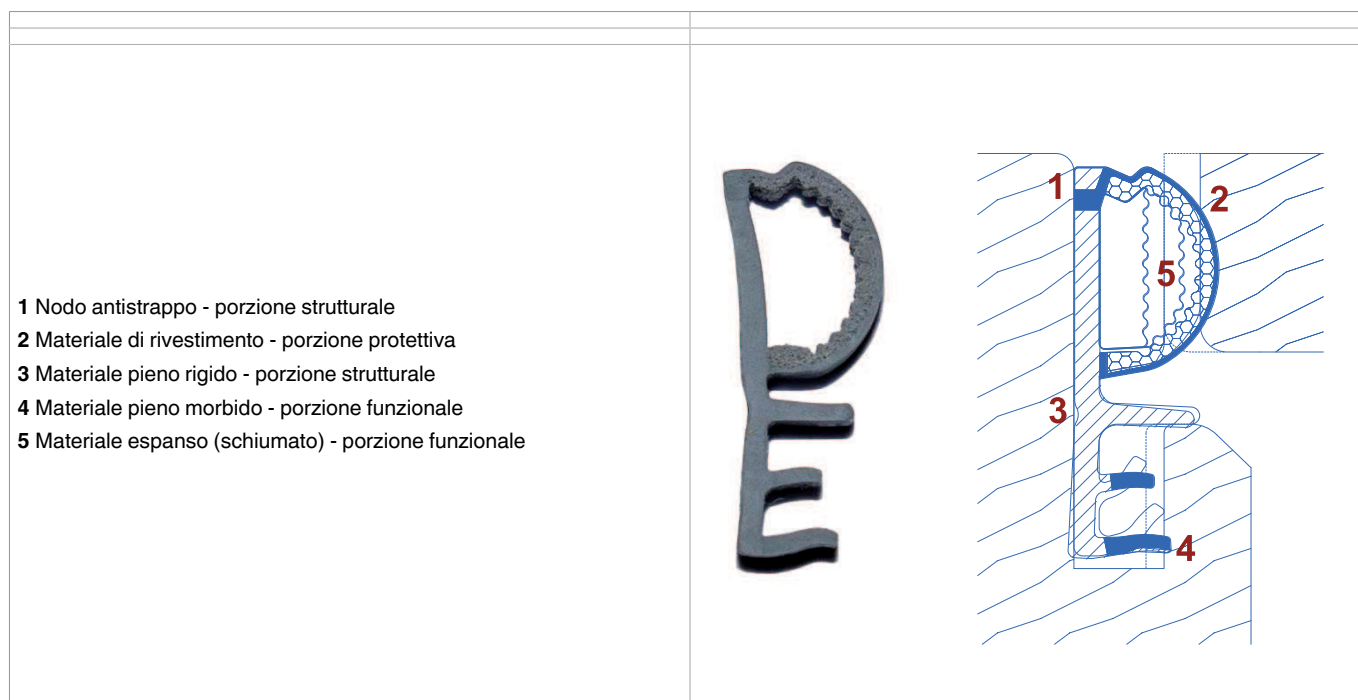 1 Nodo antistrappo - porzione strutturale
2 Materiale di rivestimento - porzione protettiva
3 Materiale pieno rigido - porzione strutturale
4 Materiale pieno morbido - porzione funzionale
5 Materiale espanso (schiumato) - porzione funzionale
1
2
5
3
4